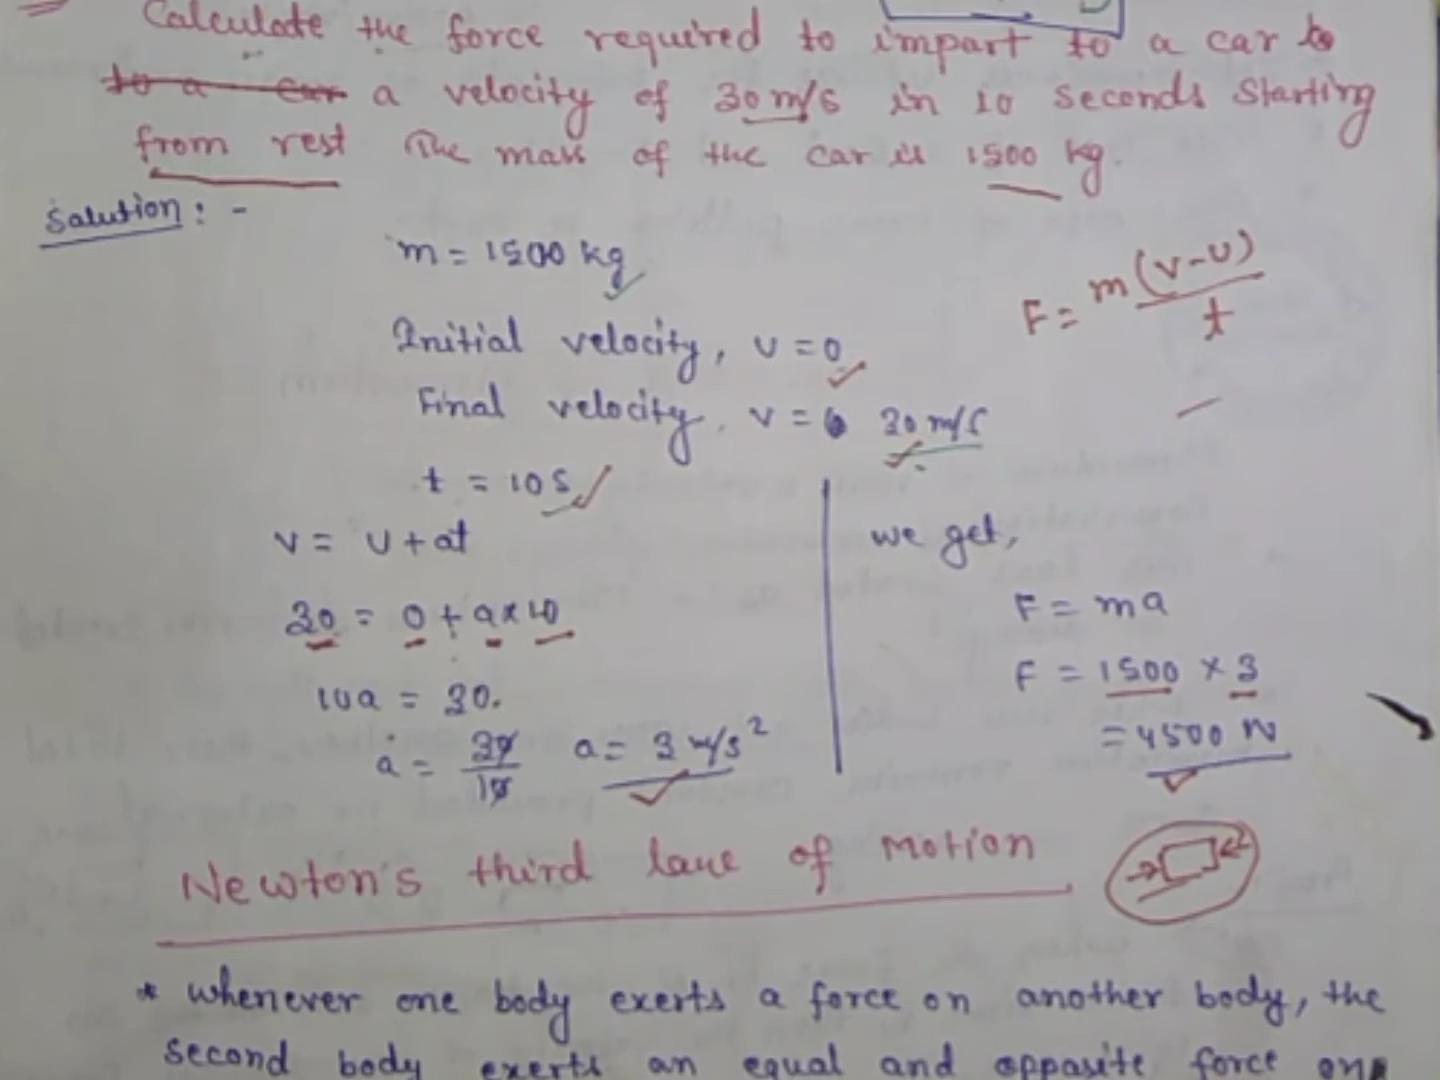 Calculate the force required to impart to a car to
to a car a velocity of 30 m/s in 10 seconds starting
from rest The mass of the car is 1500 kg.
Solution : -
m = 1500 kg
F = m(v-u)/t
Initial velocity, u = 0
Final velocity, v = 30 m/s
t = 10 s
v = u + at
30 = 0 + a × 10
10a = 30.
a = 30/10 a = 3 m/s²
we get,
F = ma
F = 1500 × 3
= 4500 N
Newton's third law of Motion
* whenever one body exerts a force on another body, the
second body exerts an equal and opposite force on